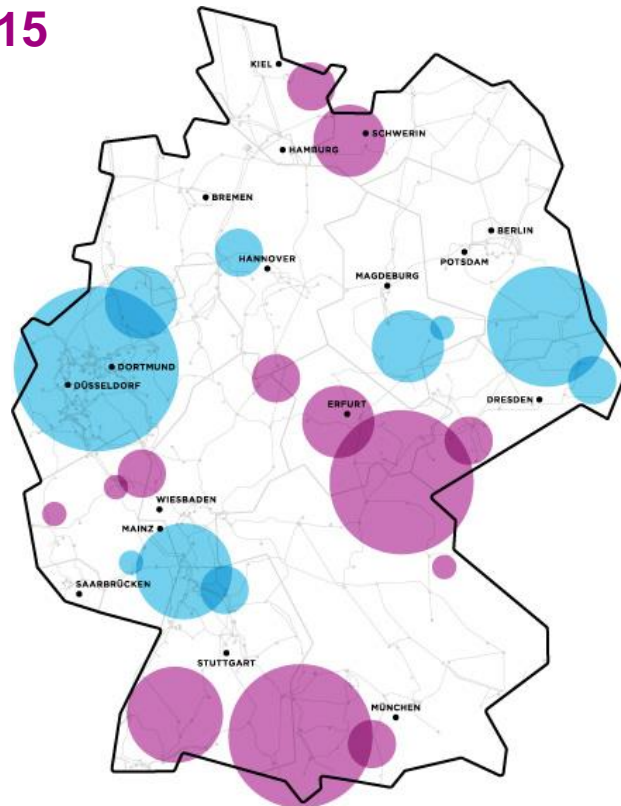 15
KIEL
SCHWERIN
HAMBURG
BREMEN
BERLIN
HANNOVER
POTSDAM
MAGDEBURG
DORTMUND
DÜSSELDORF
DRESDEN
ERFURT
WIESBADEN
MAINZ
SAARBRÜCKEN
STUTTGART
MÜNCHEN